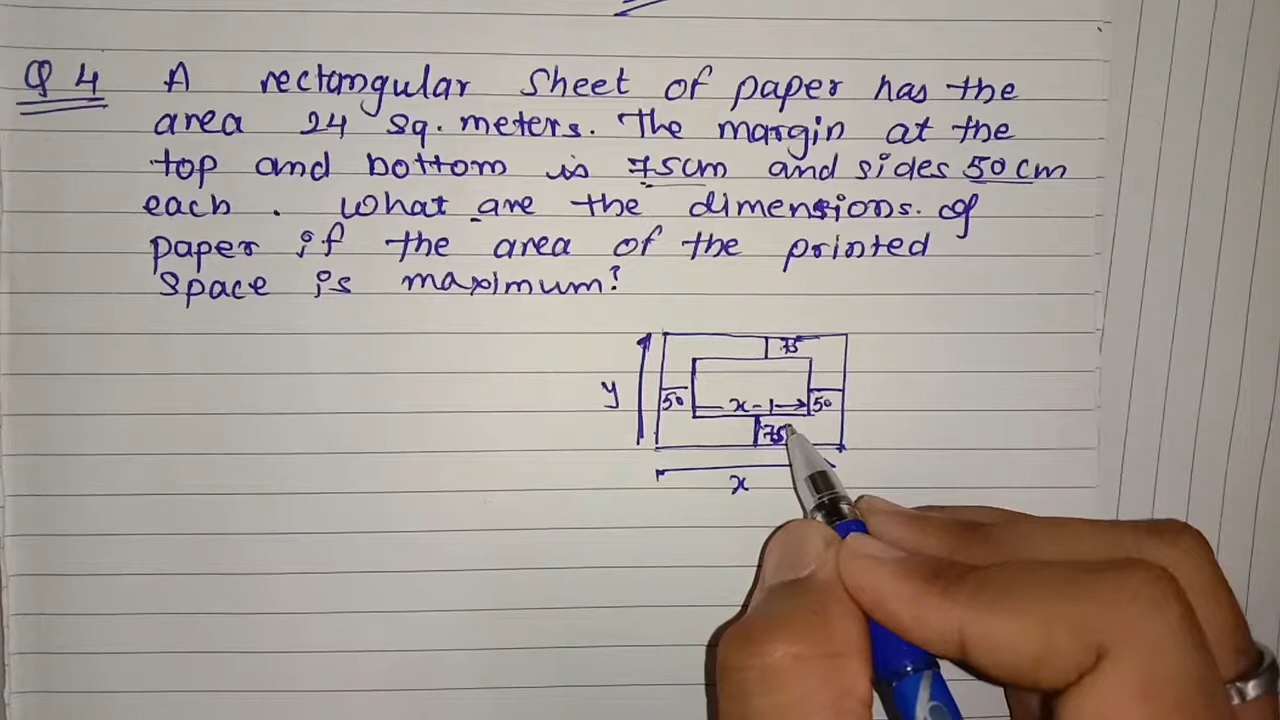 Q 4 A rectangular sheet of paper has the
area 24 sq. meters. The margin at the
top and bottom is 75cm and sides 50 cm
each. What are the dimensions. of
paper if the area of the printed
space is maximum?
75
y 50 x-1 50
75
x